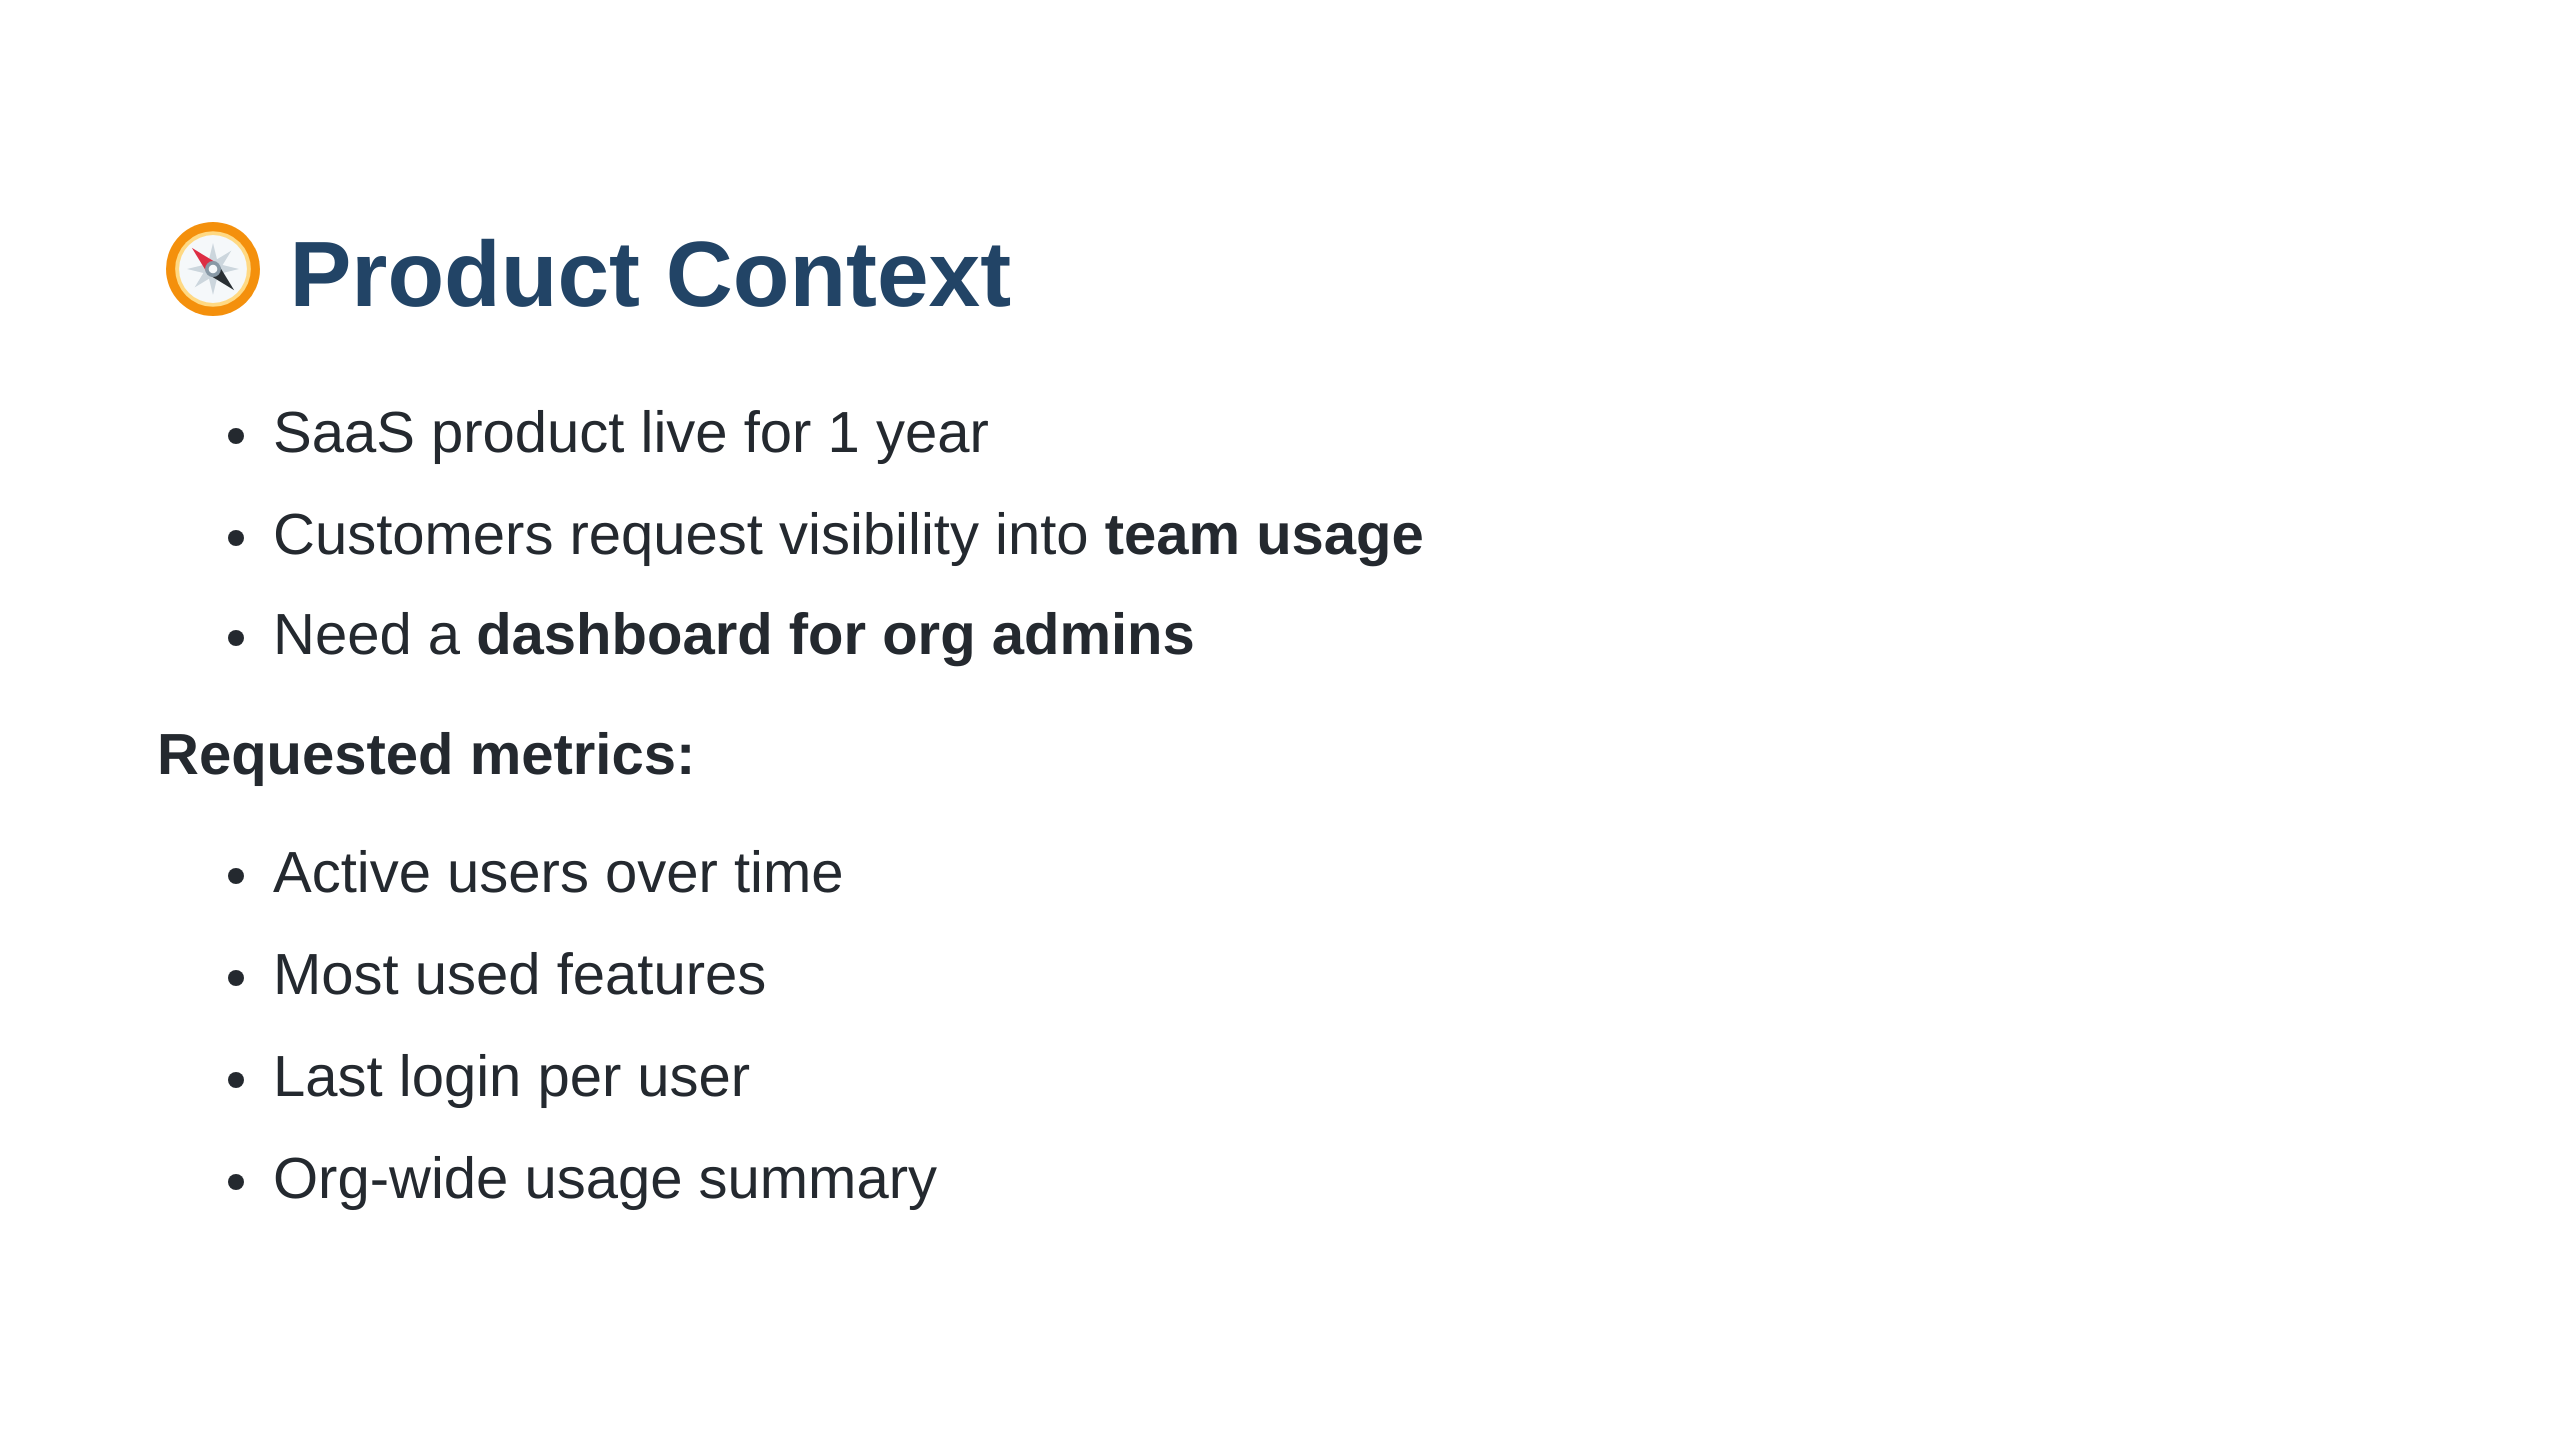 Product Context
SaaS product live for 1 year
Customers request visibility into team usage
Need a dashboard for org admins
Requested metrics:
Active users over time
Most used features
Last login per user
Org-wide usage summary